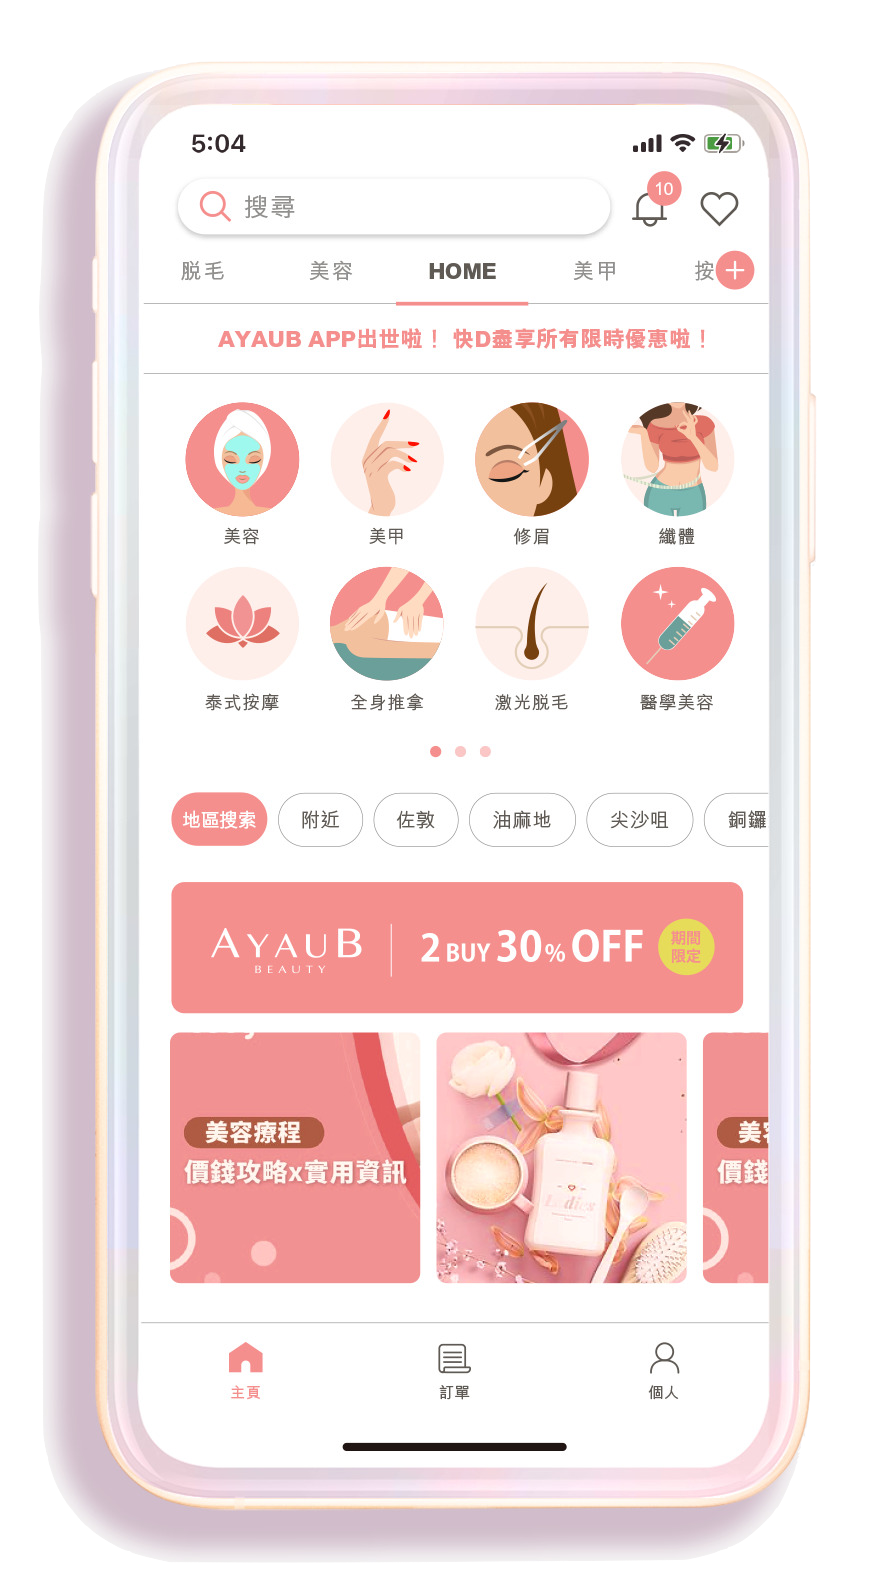 5:04
搜尋
10
脱毛 美容 HOME 美甲 按
AYAUB APP出世啦！ 快D盡享所有限時優惠啦！
美容 美甲 修眉 纖體
泰式按摩 全身推拿 激光脱毛 醫學美容
地區搜索 附近 佐敦 油麻地 尖沙咀 銅鑼
AYAUB
BEAUTY
2 BUY 30% OFF
期間
限定
美容療程
價錢攻略x實用資訊
Ladies
美
價錢
主頁 訂單 個人